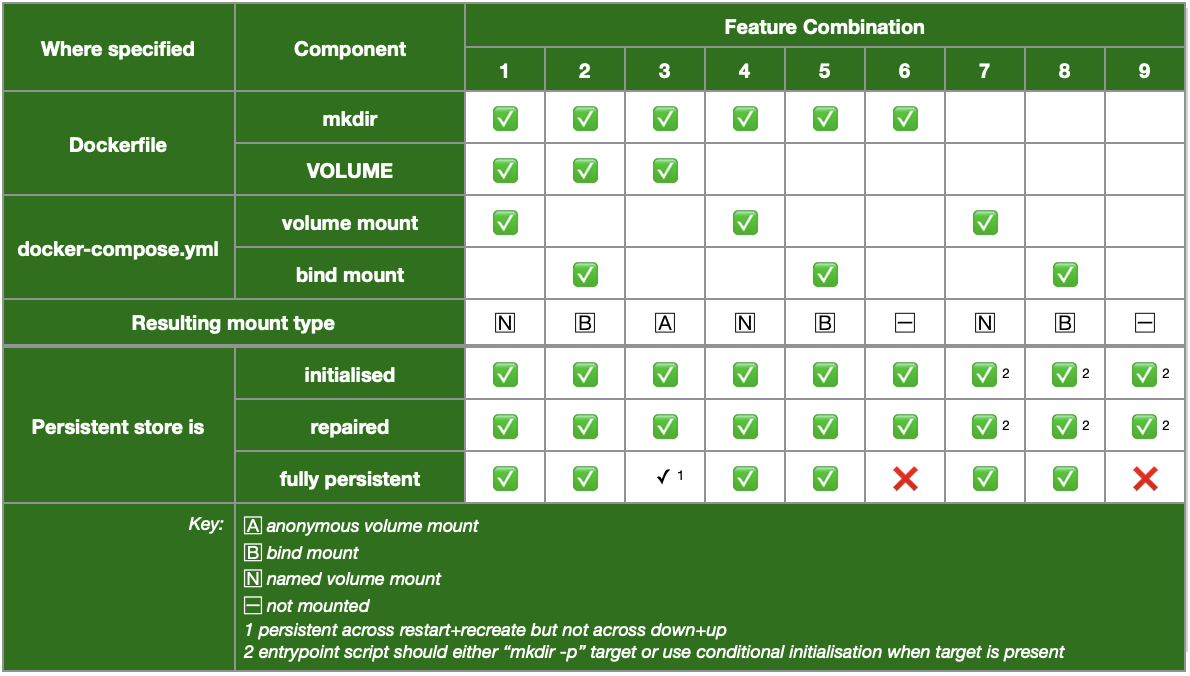 Where specified Component Feature Combination
1 2 3 4 5 6 7 8 9
Dockerfile
mkdir ✅ ✅ ✅ ✅ ✅ ✅
VOLUME ✅ ✅ ✅
docker-compose.yml
volume mount ✅ ✅ ✅
bind mount ✅ ✅ ✅
Resulting mount type N B A N B — N B —
Persistent store is
initialised ✅ ✅ ✅ ✅ ✅ ✅ ✅ 2 ✅ 2 ✅ 2
repaired ✅ ✅ ✅ ✅ ✅ ✅ ✅ 2 ✅ 2 ✅ 2
fully persistent ✅ ✅ ✓ 1 ✅ ✅ ❌ ✅ ✅ ❌
Key:
A anonymous volume mount
B bind mount
N named volume mount
— not mounted
1 persistent across restart+recreate but not across down+up
2 entrypoint script should either “mkdir -p” target or use conditional initialisation when target is present